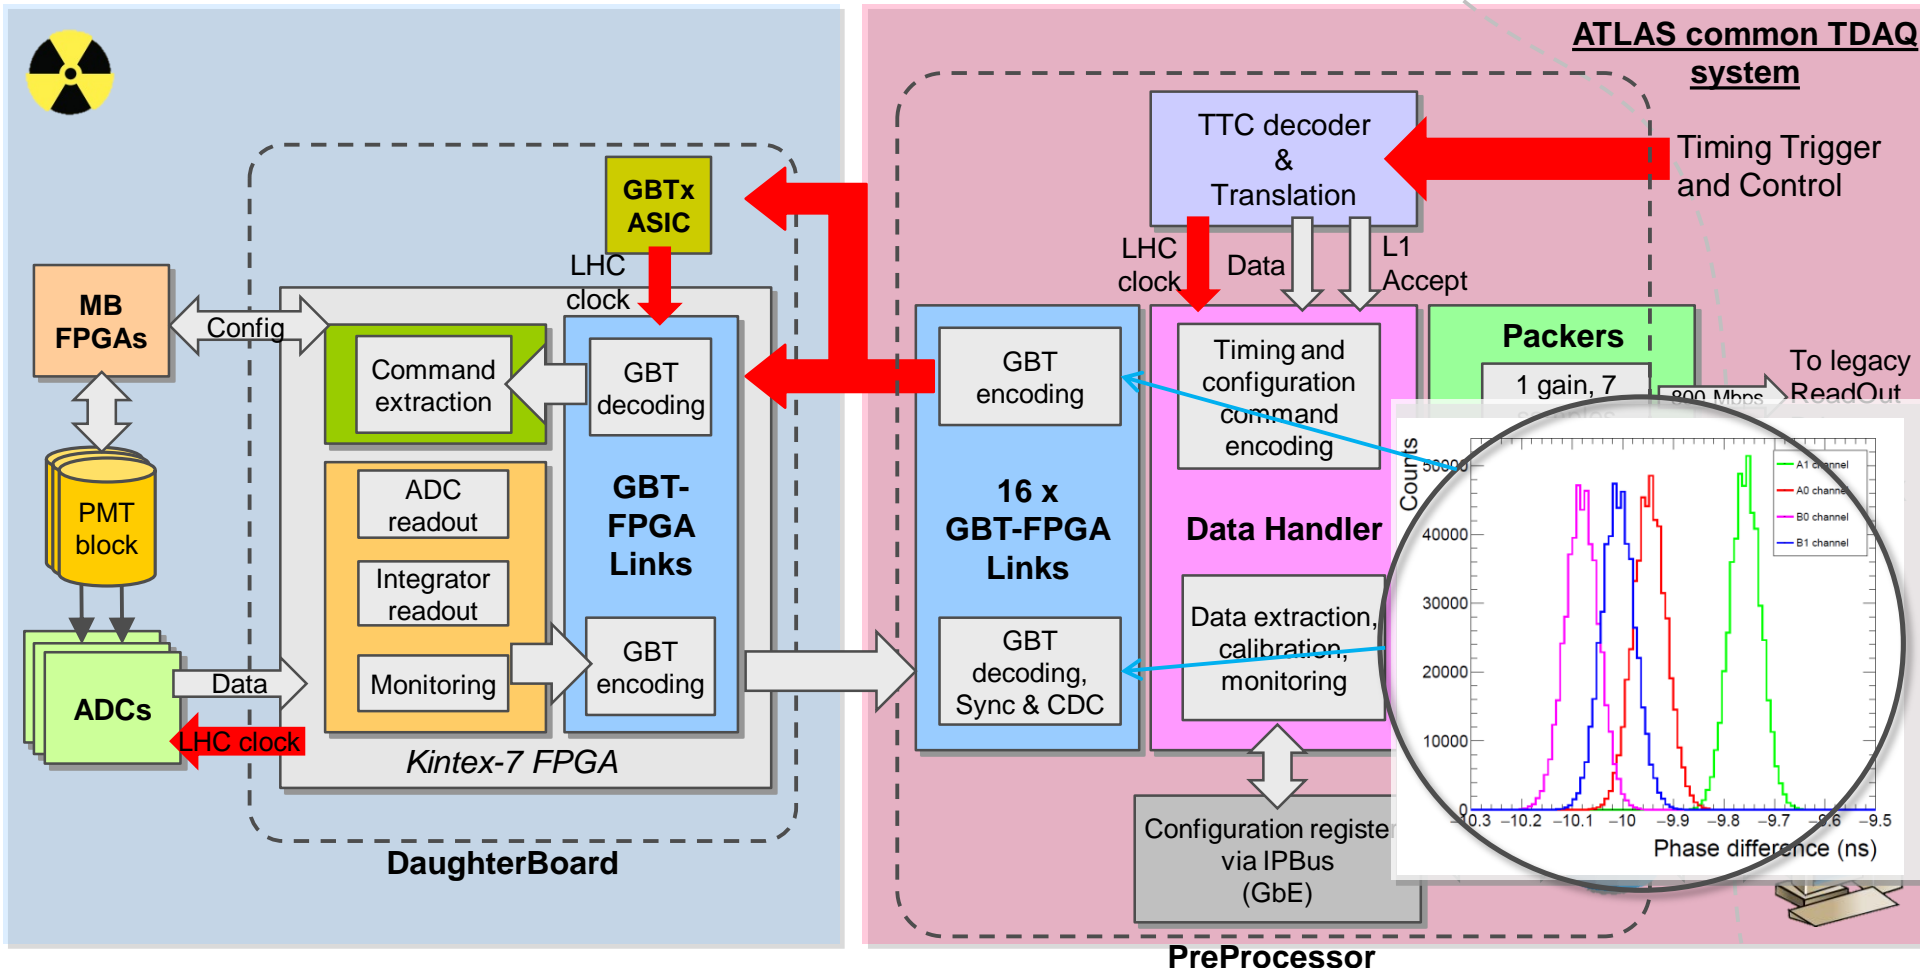 ATLAS common TDAQ
system
TTC decoder
&
Translation
Timing Trigger
and Control
GBTx
ASIC
LHC
clock
LHC
clock
Data
L1
Accept
MB
FPGAs
Config
Command
extraction
GBT
decoding
GBT
encoding
Timing and
configuration
command
encoding
Packers
1 gain, 7
800 Mbps
To legacy
ReadOut
PMT
block
ADC
readout
Integrator
readout
Monitoring
GBT-
FPGA
Links
GBT
encoding
16 x
GBT-FPGA
Links
Data Handler
GBT
decoding,
Sync & CDC
Data extraction,
calibration,
monitoring
ADCs
Data
LHC clock
Kintex-7 FPGA
DaughterBoard
Configuration register
via IPBus
(GbE)
PreProcessor
Counts
50000
40000
30000
20000
10000
0
A1 channel
A0 channel
B0 channel
B1 channel
−10.3 −10.2 −10.1 −10 −9.9 −9.8 −9.7 −9.6 −9.5
Phase difference (ns)